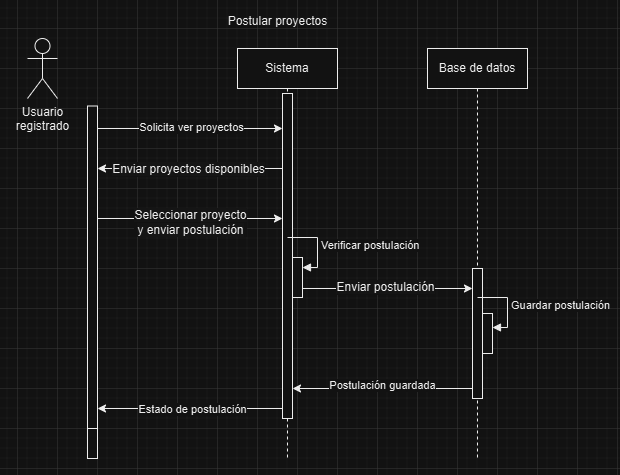 Postular proyectos
Sistema
Base de datos
Usuario
registrado
Solicita ver proyectos
Enviar proyectos disponibles
Seleccionar proyecto
y enviar postulación
Verificar postulación
Enviar postulación
Guardar postulación
Postulación guardada
Estado de postulación